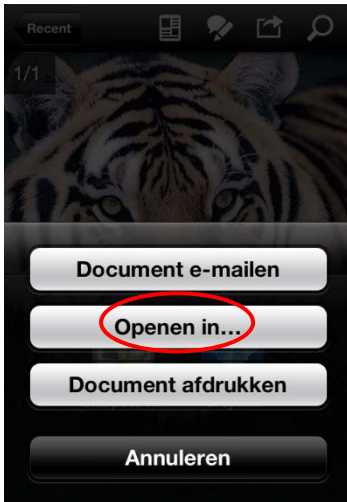 Recent
1/1
Document e-mailen
Openen in...
Document afdrukken
Annuleren